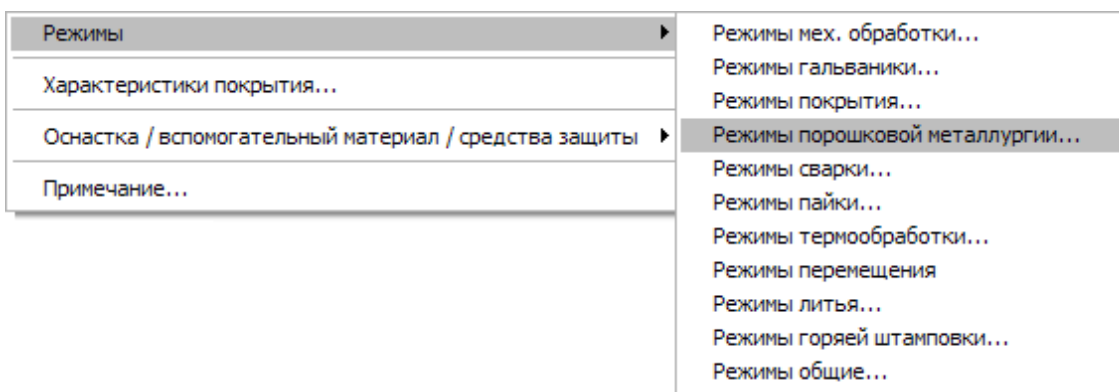 Режимы
Характеристики покрытия...
Оснастка / вспомогательный материал / средства защиты
Примечание...
Режимы мех. обработки...
Режимы гальваники...
Режимы покрытия...
Режимы порошковой металлургии...
Режимы сварки...
Режимы пайки...
Режимы термообработки...
Режимы перемещения
Режимы литья...
Режимы горяей штамповки...
Режимы общие...